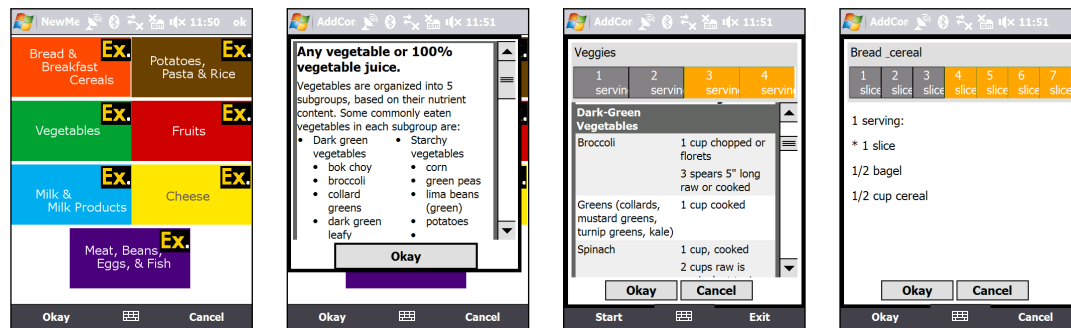 NewMe 11:50 ok
Bread &
Breakfast
Cereals
Ex.
Potatoes,
Pasta & Rice
Ex.
Vegetables
Ex.
Fruits
Ex.
Milk &
Milk Products
Ex.
Cheese
Ex.
Meat, Beans,
Eggs, & Fish
Ex.
Okay Cancel
AddCor 11:51
Any vegetable or 100%
vegetable juice.
Vegetables are organized into 5
subgroups, based on their nutrient
content. Some commonly eaten
vegetables in each subgroup are:
• Dark green
vegetables
• bok choy
• broccoli
• collard
greens
• dark green
leafy
• Starchy
vegetables
• corn
• green peas
• lima beans
(green)
• potatoes
•
Okay
Okay Cancel
AddCor 11:51
Veggies
1 2 3 4
servin servin servin servin
Dark-Green
Vegetables
Broccoli 1 cup chopped or
florets
3 spears 5" long
raw or cooked
Greens (collards, 1 cup cooked
mustard greens,
turnip greens, kale)
Spinach 1 cup, cooked
2 cups raw is
Okay Cancel
Start Exit
AddCor 11:51
Bread _cereal
1 2 3 4 5 6 7
slice slice slice slice slice slice slice
1 serving:
* 1 slice
1/2 bagel
1/2 cup cereal
Okay Cancel
Okay Cancel